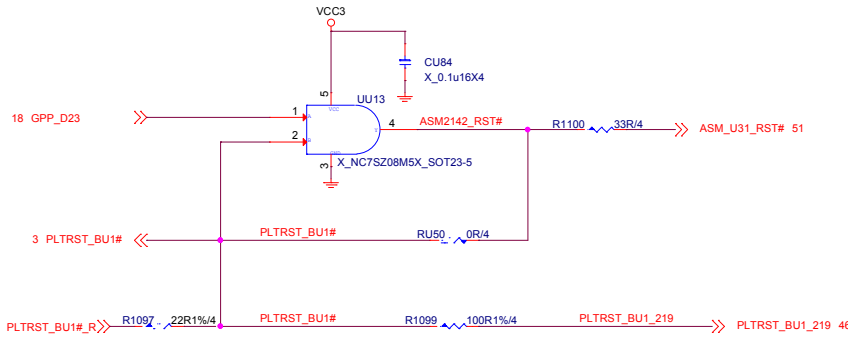 VCC3
CU84
X_0.1u16X4
5
VCC
UU13
18 GPP_D23
1
A
4
Y
ASM2142_RST#
R1100
33R/4
ASM_U31_RST# 51
2
B
GND
3
X_NC7SZ08M5X_SOT23-5
3 PLTRST_BU1#
PLTRST_BU1#
RU50
0R/4
PLTRST_BU1#_R
R1097
22R1%/4
PLTRST_BU1#
R1099
100R1%/4
PLTRST_BU1_219
PLTRST_BU1_219 46